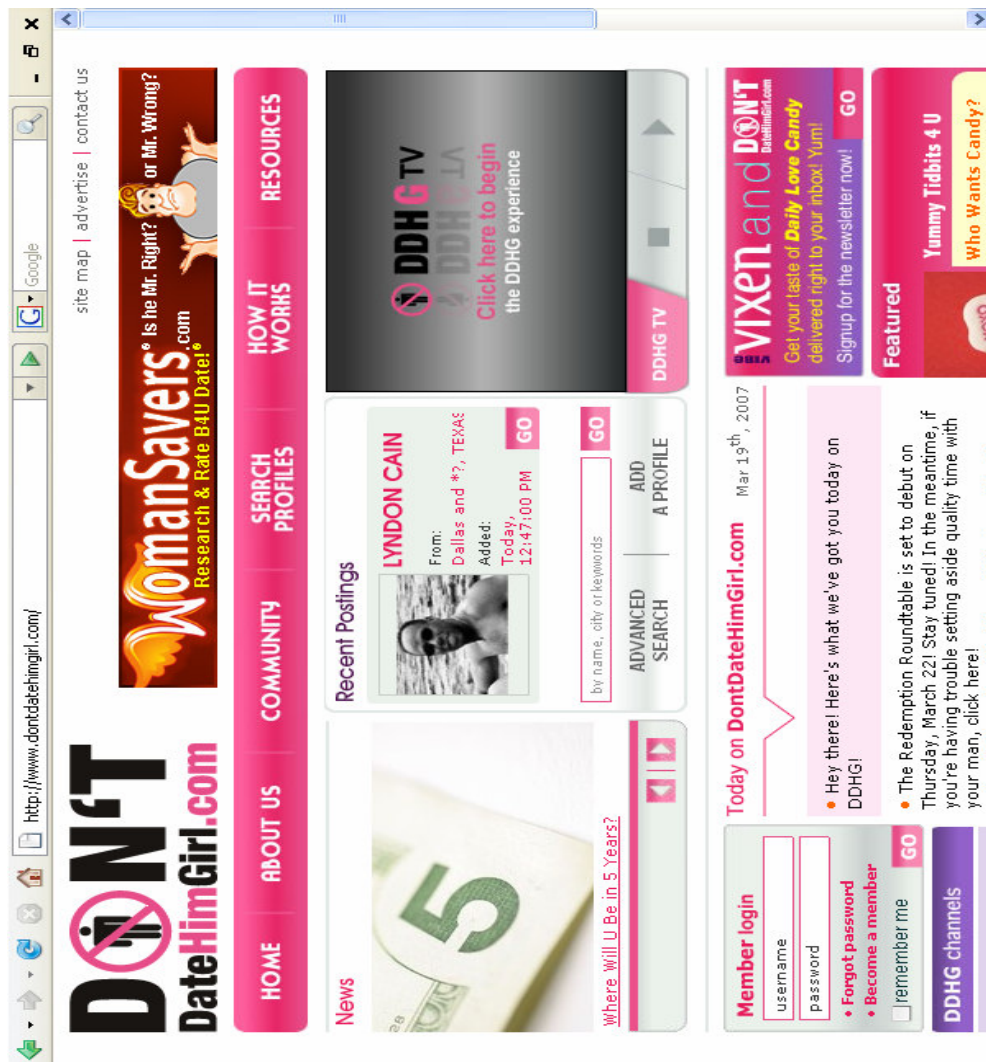 http://www.dontdatehimgirl.com/
Google
DON'T
DateHimGirl.com
site map | advertise | contact us
WomanSavers.com
Research & Rate B4U Date!
Is he Mr. Right?
or Mr. Wrong?
HOME
ABOUT US
COMMUNITY
SEARCH
PROFILES
HOW IT
WORKS
RESOURCES
News
5
Where Will U Be in 5 Years?
Recent Postings
LYNDON CAIN
From:
Dallas and *?, TEXAS
Added:
Today,
12:47:00 PM
GO
by name, city or keywords
GO
ADVANCED
SEARCH
ADD
A PROFILE
DDHG TV
DDHG TV
Click here to begin
the DDHG experience
DDHG TV
Member login
username
password
• Forgot password
• Become a member
remember me
GO
DDHG channels
Today on DontDateHimGirl.com
Mar 19th, 2007
• Hey there! Here's what we've got you today on
DDHG!
• The Redemption Roundtable is set to debut on
Thursday, March 22! Stay tuned! In the meantime, if
you're having trouble setting aside quality time with
your man, click here!
VIBE VIXEN and DON'T
DateHimGirl.com
Get your taste of Daily Love Candy
delivered right to your inbox! Yum!
Signup for the newsletter now!
GO
Featured
Yummy Tidbits 4 U
Who Wants Candy?